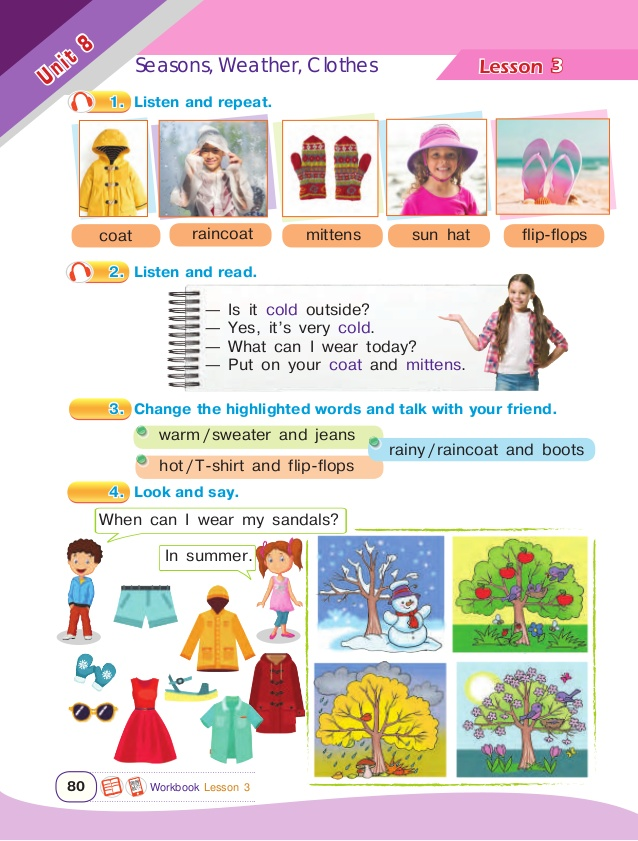 Unit 8
Seasons, Weather, Clothes
Lesson 3
1. Listen and repeat.
coat
raincoat
mittens
sun hat
flip-flops
2. Listen and read.
— Is it cold outside?
— Yes, it's very cold.
— What can I wear today?
— Put on your coat and mittens.
3. Change the highlighted words and talk with your friend.
warm/sweater and jeans
rainy/raincoat and boots
hot/T-shirt and flip-flops
4. Look and say.
When can I wear my sandals?
In summer.
80
Workbook Lesson 3